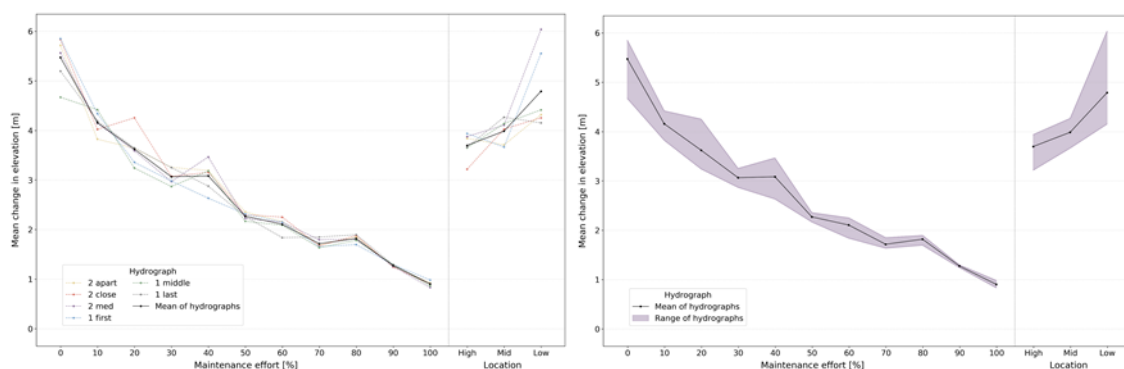 Mean change in elevation [m]
6
5
4
3
2
1
0
Hydrograph
2 apart
2 close
2 med
1 first
1 middle
1 last
Mean of hydrographs
0 10 20 30 40 50 60 70 80 90 100 High Mid Low
Maintenance effort [%] Location
Mean change in elevation [m]
6
5
4
3
2
1
0
Hydrograph
Mean of hydrographs
Range of hydrographs
0 10 20 30 40 50 60 70 80 90 100 High Mid Low
Maintenance effort [%] Location